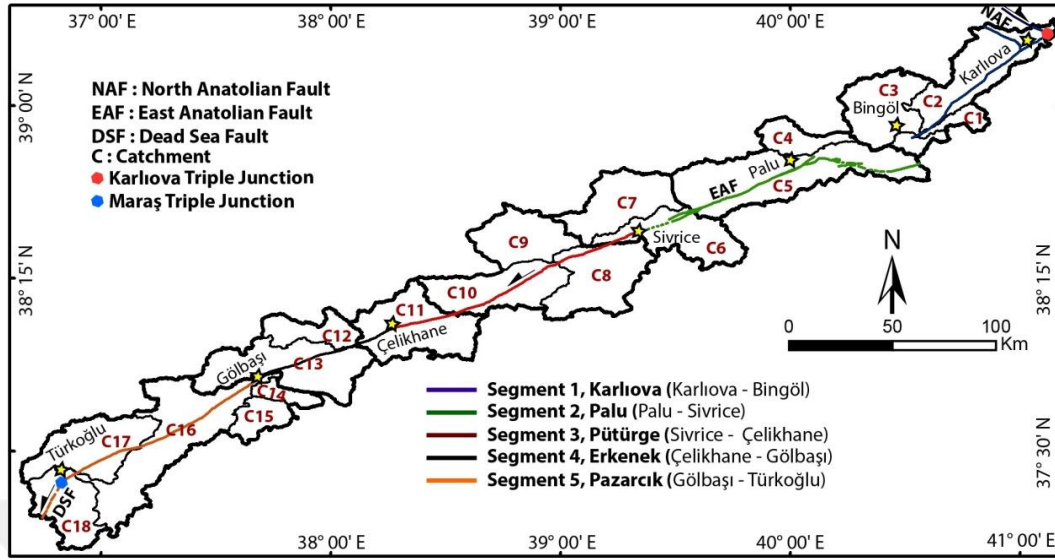 37° 00' E
38° 00' E
39° 00' E
40° 00' E
NAF : North Anatolian Fault
EAF : East Anatolian Fault
DSF : Dead Sea Fault
C : Catchment
Karlıova Triple Junction
Maraş Triple Junction
NAF
Karlıova
C3
Bingöl
C2
C1
C4
Palu
EAF
C5
C7
Sivrice
C6
C9
C8
C10
C11
Çelikhane
C12
Gölbaşı
C13
C14
C15
Türkoğlu
C17
C16
DSF
C18
N
0 50 100
Km
Segment 1, Karlıova (Karlıova - Bingöl)
Segment 2, Palu (Palu - Sivrice)
Segment 3, Pütürge (Sivrice - Çelikhane)
Segment 4, Erkenek (Çelikhane - Gölbaşı)
Segment 5, Pazarcık (Gölbaşı - Türkoğlu)
39° 00' N
38° 15' N
38° 15' N
37° 30' N
37° 00' E
38° 00' E
39° 00' E
40° 00' E
41° 00' E